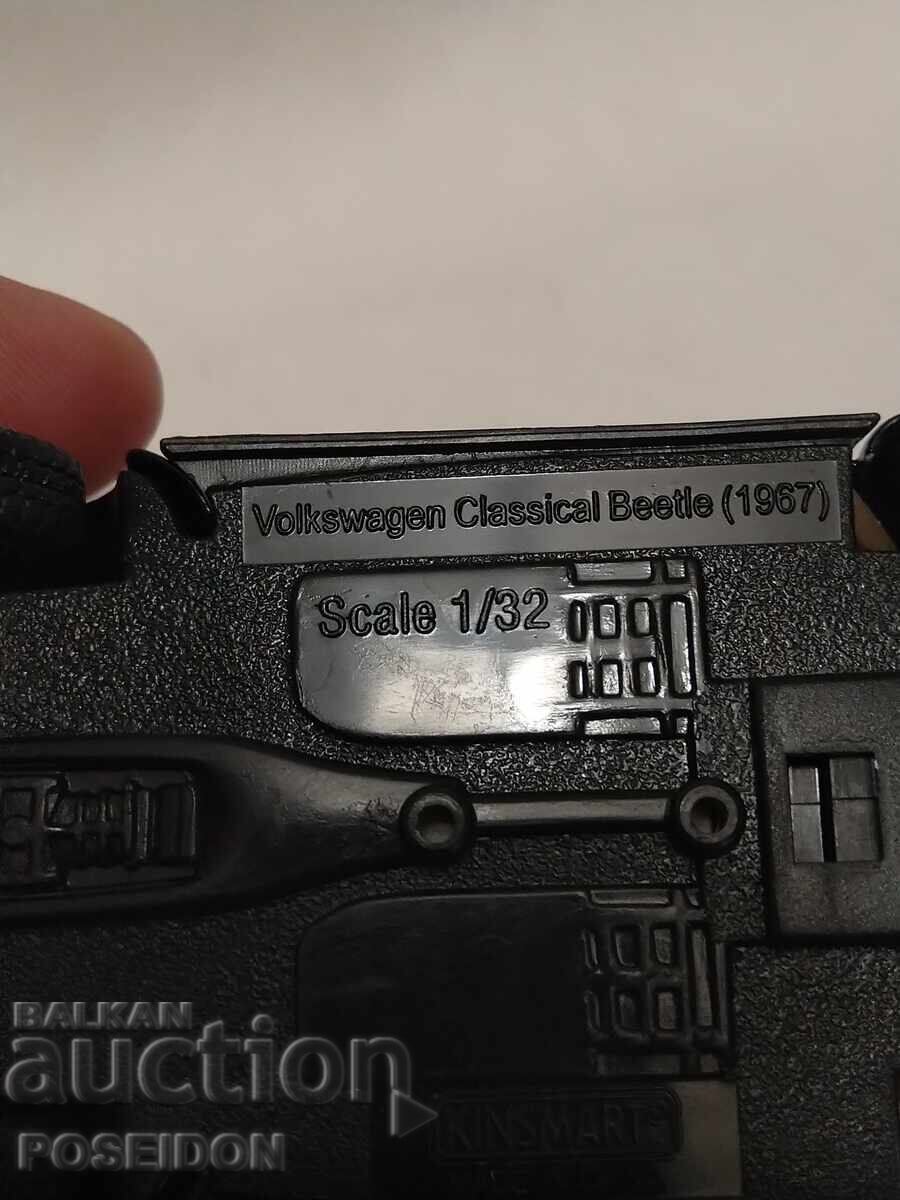 Volkswagen Classical Beetle (1967)
Scale 1/32
KINSMART
BALKAN
auction
POSEIDON